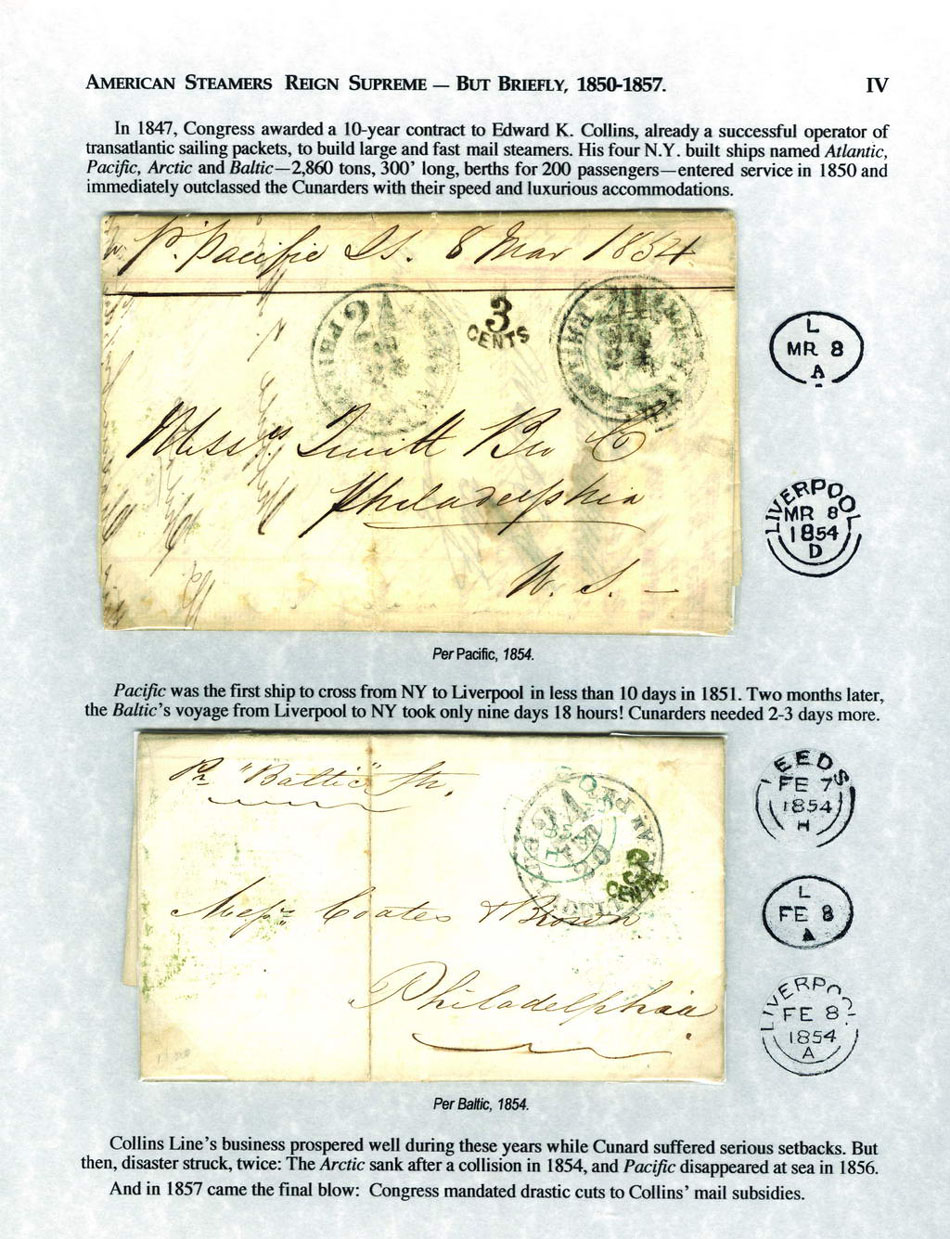 AMERICAN STEAMERS REIGN SUPREME — BUT BRIEFLY, 1850-1857. IV
In 1847, Congress awarded a 10-year contract to Edward K. Collins, already a successful operator of
transatlantic sailing packets, to build large and fast mail steamers. His four N.Y. built ships named Atlantic,
Pacific, Arctic and Baltic—2,860 tons, 300' long, berths for 200 passengers—entered service in 1850 and
immediately outclassed the Cunarders with their speed and luxurious accommodations.
p. Pacific SS. 8 Mar 1854
24
3
CENTS
L
MR 8
A
Messrs Bro & Co
Philadelphia
U. S. —
LIVERPOOL
MR 8
1854
D
Per Pacific, 1854.
Pacific was the first ship to cross from NY to Liverpool in less than 10 days in 1851. Two months later,
the Baltic's voyage from Liverpool to NY took only nine days 18 hours! Cunarders needed 2-3 days more.
Pr "Baltic" Str.
24
3
CENTS
LEEDS
FE 7
1854
H
Messrs Coates & Brown
Philadelphia
L
FE 8
A
LIVERPOOL
FE 8
1854
A
Per Baltic, 1854.
Collins Line's business prospered well during these years while Cunard suffered serious setbacks. But
then, disaster struck, twice: The Arctic sank after a collision in 1854, and Pacific disappeared at sea in 1856.
And in 1857 came the final blow: Congress mandated drastic cuts to Collins' mail subsidies.